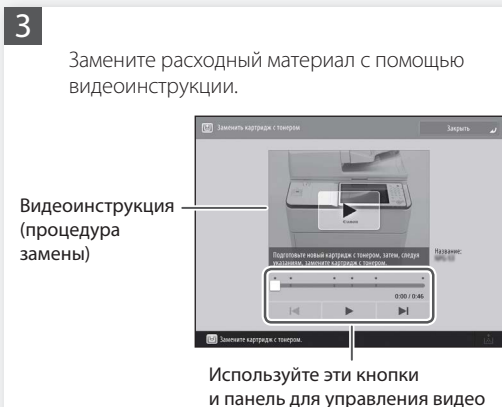 3
Замените расходный материал с помощью
видеоинструкции.
Заменить картридж с тонером
Закрыть
Canon
Подготовьте новый картридж с тонером, затем, следуя
указаниям, замените картридж с тонером.
Название:
0:00 / 0:46
Замените картридж с тонером.
Видеоинструкция
(процедура
замены)
Используйте эти кнопки
и панель для управления видео